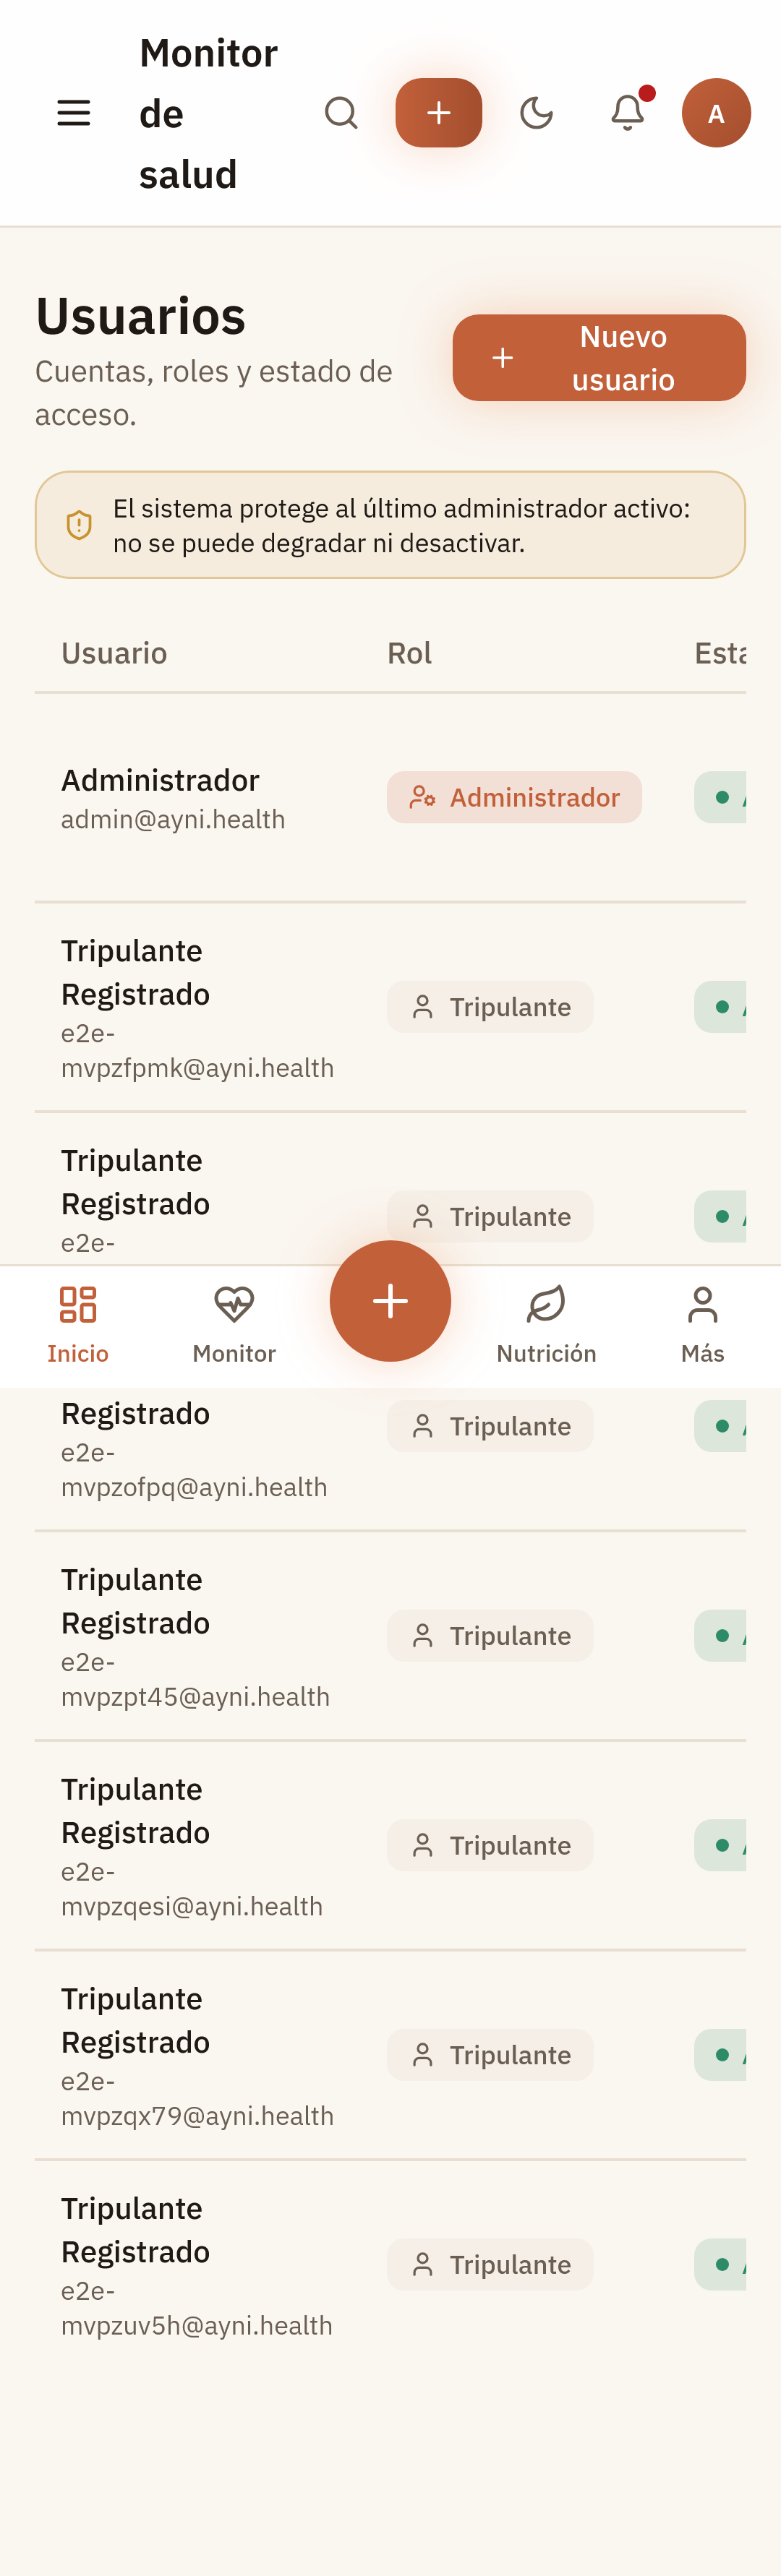 Monitor
de
salud
A
Usuarios
Cuentas, roles y estado de
acceso.
Nuevo
usuario
El sistema protege al último administrador activo:
no se puede degradar ni desactivar.
Usuario Rol
Administrador
admin@ayni.health
Administrador
Tripulante
Registrado
e2e-
mvpzfpmk@ayni.health
Tripulante
Tripulante
Registrado
e2e-
Tripulante
Inicio Monitor Nutrición Más
Registrado
e2e-
mvpzofpq@ayni.health
Tripulante
Tripulante
Registrado
e2e-
mvpzpt45@ayni.health
Tripulante
Tripulante
Registrado
e2e-
mvpzqesi@ayni.health
Tripulante
Tripulante
Registrado
e2e-
mvpzqx79@ayni.health
Tripulante
Tripulante
Registrado
e2e-
mvpzuv5h@ayni.health
Tripulante